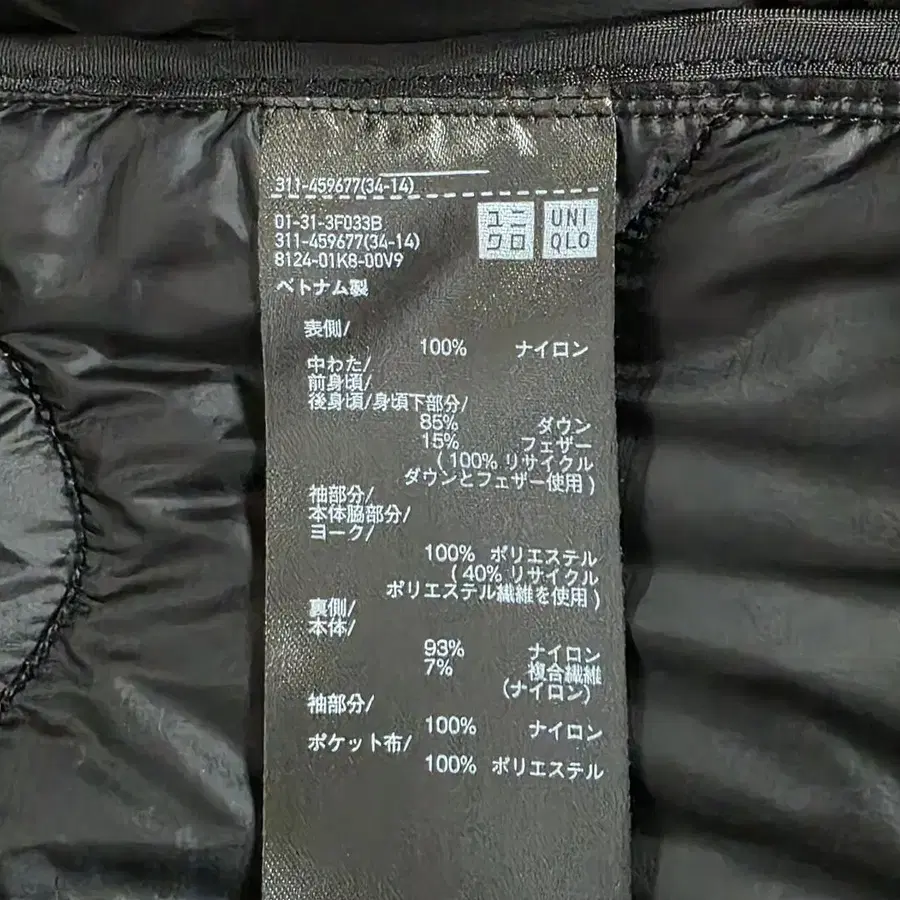 311-459677(34-14)
01-31-3F033B
311-459677(34-14)
8124-01K8-00V9
ユニ
クロ
UNI
QLO
ベトナム製
表側/
100% ナイロン
中わた/
前身頃/
後身頃/身頃下部分/
85% ダウン
15% フェザー
(100% リサイクル
ダウンとフェザー使用)
袖部分/
本体脇部分/
ヨーク/
100% ポリエステル
(40% リサイクル
ポリエステル繊維を使用)
裏側/
本体/
93% ナイロン
7% 複合繊維
(ナイロン)
袖部分/
100% ナイロン
ポケット布/
100% ポリエステル